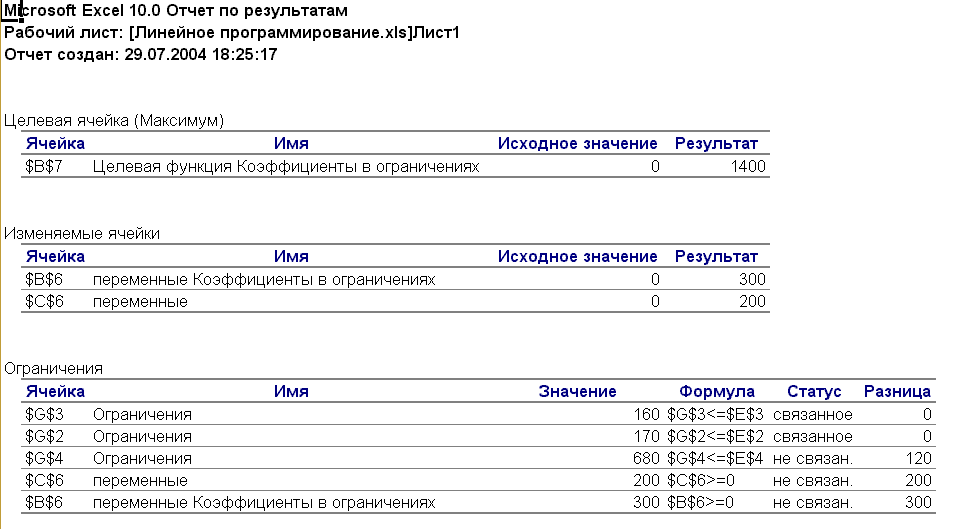 Microsoft Excel 10.0 Отчет по результатам
Рабочий лист: [Линейное программирование.xls]Лист1
Отчет создан: 29.07.2004 18:25:17
Целевая ячейка (Максимум)
Ячейка Имя Исходное значение Результат
$B$7 Целевая функция Коэффициенты в ограничениях 0 1400
Изменяемые ячейки
Ячейка Имя Исходное значение Результат
$B$6 переменные Коэффициенты в ограничениях 0 300
$C$6 переменные 0 200
Ограничения
Ячейка Имя Значение Формула Статус Разница
$G$3 Ограничения 160 $G$3<=$E$3 связанное 0
$G$2 Ограничения 170 $G$2<=$E$2 связанное 0
$G$4 Ограничения 680 $G$4<=$E$4 не связан. 120
$C$6 переменные 200 $C$6>=0 не связан. 200
$B$6 переменные Коэффициенты в ограничениях 300 $B$6>=0 не связан. 300